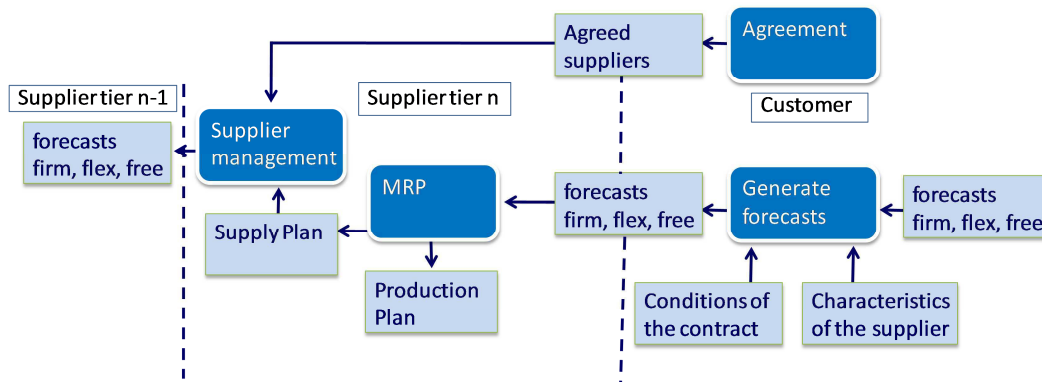 Agreed
suppliers
Agreement
Supplier tier n-1
Supplier tier n
Customer
forecasts
firm, flex, free
Supplier
management
MRP
forecasts
firm, flex, free
Generate
forecasts
forecasts
firm, flex, free
Supply Plan
Production
Plan
Conditions of
the contract
Characteristics
of the supplier